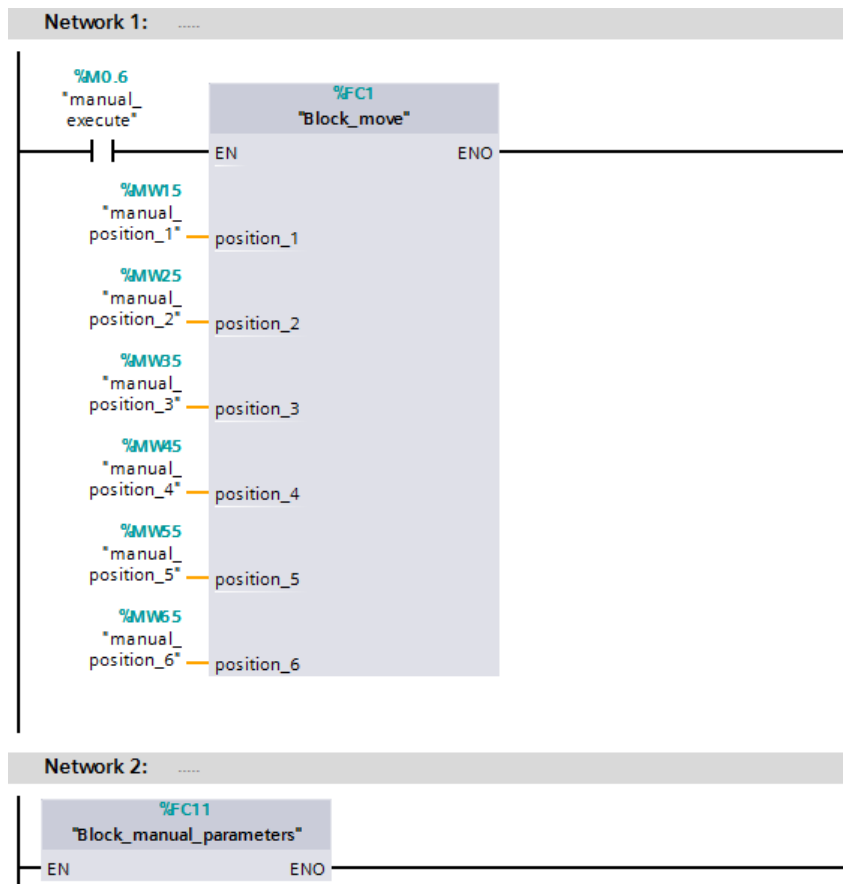 Network 1: .....
%M0.6
"manual_
execute"
%FC1
"Block_move"
EN ENO
%MW15
"manual_
position_1" position_1
%MW25
"manual_
position_2" position_2
%MW35
"manual_
position_3" position_3
%MW45
"manual_
position_4" position_4
%MW55
"manual_
position_5" position_5
%MW65
"manual_
position_6" position_6
Network 2: .....
%FC11
"Block_manual_parameters"
EN ENO